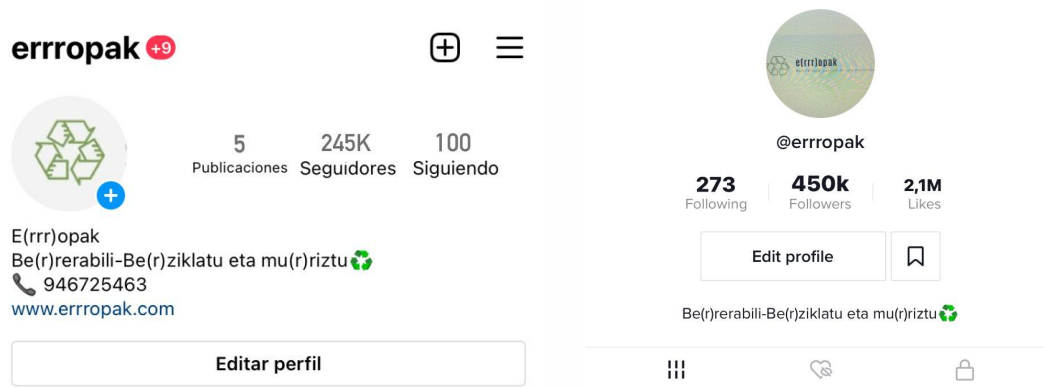 errropak +9
5 245K 100
Publicaciones Seguidores Siguiendo
E(rrr)opak
Be(r)rerabili-Be(r)ziklatu eta mu(r)riztu♻️
📞 946725463
www.errropak.com
Editar perfil
e(rrr)opak
@errropak
273 450k 2,1M
Following Followers Likes
Edit profile
Be(r)rerabili-Be(r)ziklatu eta mu(r)riztu♻️